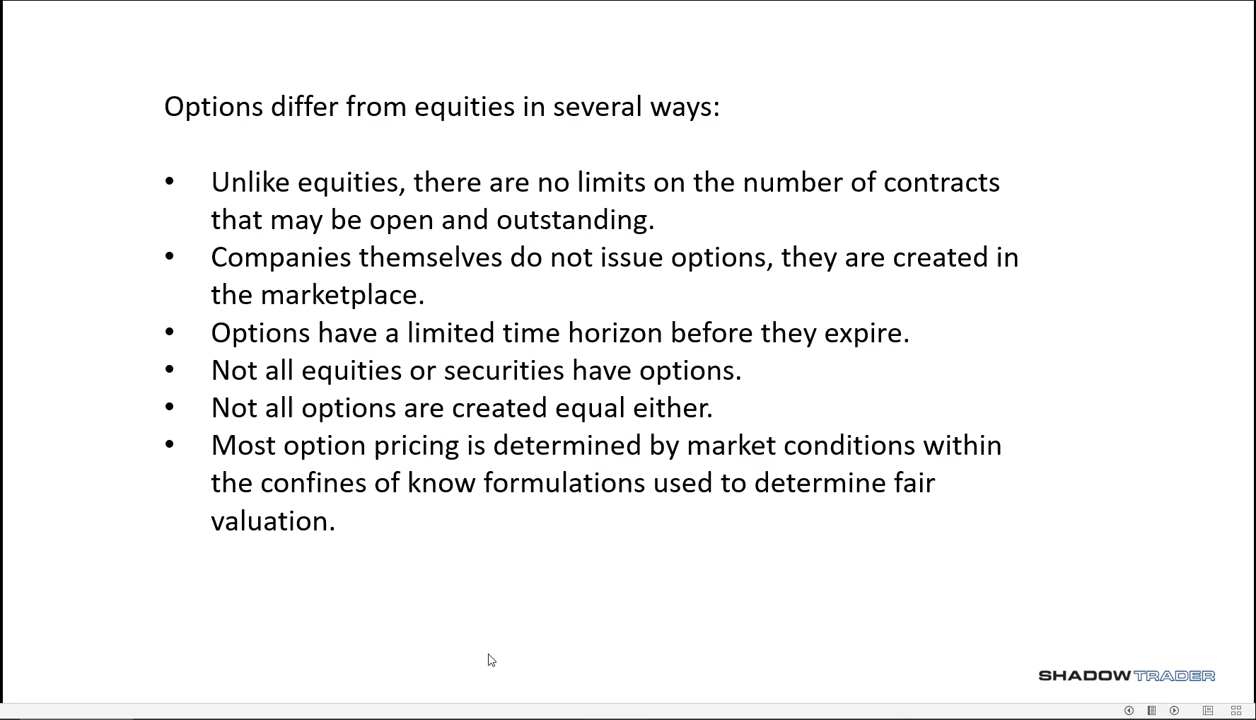 Options differ from equities in several ways:
• Unlike equities, there are no limits on the number of contracts
that may be open and outstanding.
• Companies themselves do not issue options, they are created in
the marketplace.
• Options have a limited time horizon before they expire.
• Not all equities or securities have options.
• Not all options are created equal either.
• Most option pricing is determined by market conditions within
the confines of know formulations used to determine fair
valuation.
SHADOWTRADER